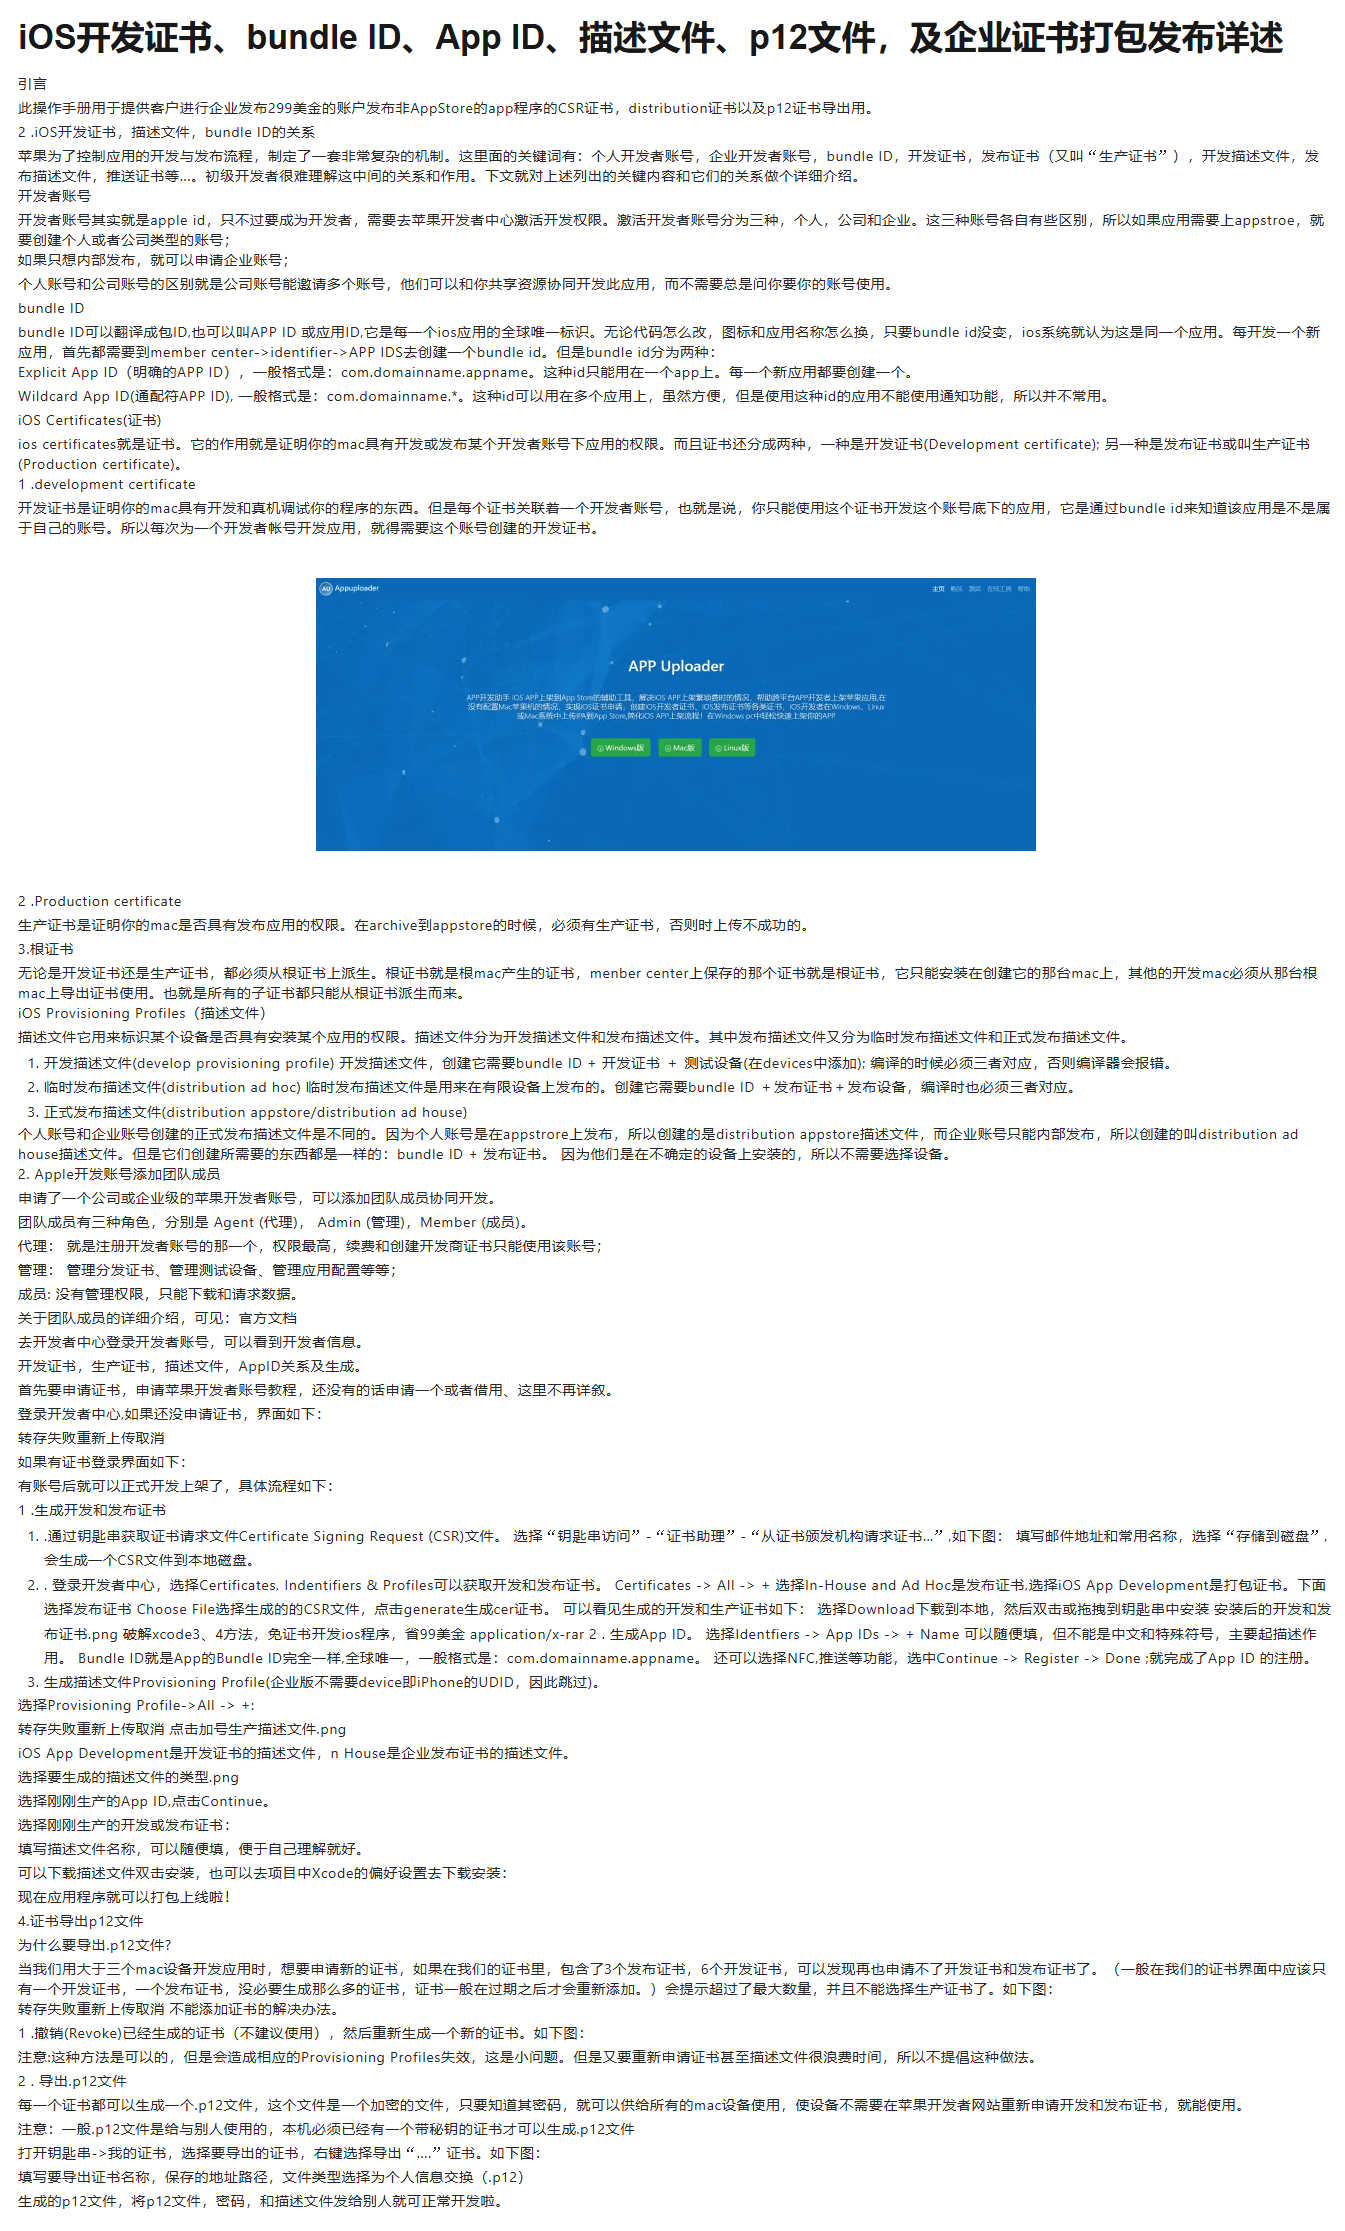 iOS开发证书、bundle ID、App ID、描述文件、p12文件，及企业证书打包发布详述
引言
此操作手册用于提供客户进行企业发布299美金的账户发布非AppStore的app程序的CSR证书，distribution证书以及p12证书导出用。
2 .iOS开发证书，描述文件，bundle ID的关系
苹果为了控制应用的开发与发布流程，制定了一套非常复杂的机制。这里面的关键词有：个人开发者账号，企业开发者账号，bundle ID，开发证书，发布证书（又叫“生产证书”），开发描述文件，发
布描述文件，推送证书等...。初级开发者很难理解这中间的关系和作用。下文就对上述列出的关键内容和它们的关系做个详细介绍。
开发者账号
开发者账号其实就是apple id，只不过要成为开发者，需要去苹果开发者中心激活开发权限。激活开发者账号分为三种，个人，公司和企业。这三种账号各自有些区别，所以如果应用需要上appstroe，就
要创建个人或者公司类型的账号；
如果只想内部发布，就可以申请企业账号；
个人账号和公司账号的区别就是公司账号能邀请多个账号，他们可以和你共享资源协同开发此应用，而不需要总是问你要你的账号使用。
bundle ID
bundle ID可以翻译成包ID,也可以叫APP ID 或应用ID,它是每一个ios应用的全球唯一标识。无论代码怎么改，图标和应用名称怎么换，只要bundle id没变，ios系统就认为这是同一个应用。每开发一个新
应用，首先都需要到member center->identifier->APP IDS去创建一个bundle id。但是bundle id分为两种：
Explicit App ID（明确的APP ID），一般格式是：com.domainname.appname。这种id只能用在一个app上。每一个新应用都要创建一个。
Wildcard App ID(通配符APP ID), 一般格式是：com.domainname.*。这种id可以用在多个应用上，虽然方便，但是使用这种id的应用不能使用通知功能，所以并不常用。
iOS Certificates(证书)
ios certificates就是证书。它的作用就是证明你的mac具有开发或发布某个开发者账号下应用的权限。而且证书还分成两种，一种是开发证书(Development certificate); 另一种是发布证书或叫生产证书
(Production certificate)。
1 .development certificate
开发证书是证明你的mac具有开发和真机调试你的程序的东西。但是每个证书关联着一个开发者账号，也就是说，你只能使用这个证书开发这个账号底下的应用，它是通过bundle id来知道该应用是不是属
于自己的账号。所以每次为一个开发者帐号开发应用，就得需要这个账号创建的开发证书。
AU Appuploader
主页 购买 激活 在线工具 帮助
APP Uploader
APP开发助手 iOS APP上架到App Store的辅助工具，解决iOS APP上架繁琐费时的情况，帮助跨平台APP开发者上架苹果应用,在
没有配置Mac苹果机的情况，实现iOS证书申请，创建iOS开发者证书、iOS发布证书等各类证书，iOS开发者在Windows、Linux
或Mac系统中上传IPA到App Store,简化iOS APP上架流程！在Windows pc中轻松快速上架你的APP
Windows版 Mac版 Linux版
2 .Production certificate
生产证书是证明你的mac是否具有发布应用的权限。在archive到appstore的时候，必须有生产证书，否则时上传不成功的。
3.根证书
无论是开发证书还是生产证书，都必须从根证书上派生。根证书就是根mac产生的证书，menber center上保存的那个证书就是根证书，它只能安装在创建它的那台mac上，其他的开发mac必须从那台根
mac上导出证书使用。也就是所有的子证书都只能从根证书派生而来。
iOS Provisioning Profiles（描述文件）
描述文件它用来标识某个设备是否具有安装某个应用的权限。描述文件分为开发描述文件和发布描述文件。其中发布描述文件又分为临时发布描述文件和正式发布描述文件。
1. 开发描述文件(develop provisioning profile) 开发描述文件，创建它需要bundle ID + 开发证书 + 测试设备(在devices中添加); 编译的时候必须三者对应，否则编译器会报错。
2. 临时发布描述文件(distribution ad hoc) 临时发布描述文件是用来在有限设备上发布的。创建它需要bundle ID ＋发布证书＋发布设备，编译时也必须三者对应。
3. 正式发布描述文件(distribution appstore/distribution ad house)
个人账号和企业账号创建的正式发布描述文件是不同的。因为个人账号是在appstrore上发布，所以创建的是distribution appstore描述文件，而企业账号只能内部发布，所以创建的叫distribution ad
house描述文件。但是它们创建所需要的东西都是一样的：bundle ID + 发布证书。 因为他们是在不确定的设备上安装的，所以不需要选择设备。
2. Apple开发账号添加团队成员
申请了一个公司或企业级的苹果开发者账号，可以添加团队成员协同开发。
团队成员有三种角色，分别是 Agent (代理)， Admin (管理)，Member (成员)。
代理： 就是注册开发者账号的那一个，权限最高，续费和创建开发商证书只能使用该账号；
管理： 管理分发证书、管理测试设备、管理应用配置等等；
成员: 没有管理权限，只能下载和请求数据。
关于团队成员的详细介绍，可见：官方文档
去开发者中心登录开发者账号，可以看到开发者信息。
开发证书，生产证书，描述文件，AppID关系及生成。
首先要申请证书，申请苹果开发者账号教程，还没有的话申请一个或者借用、这里不再详叙。
登录开发者中心,如果还没申请证书，界面如下：
转存失败重新上传取消
如果有证书登录界面如下：
有账号后就可以正式开发上架了，具体流程如下：
1 .生成开发和发布证书
1. .通过钥匙串获取证书请求文件Certificate Signing Request (CSR)文件。 选择“钥匙串访问”-“证书助理”-“从证书颁发机构请求证书...”,如下图： 填写邮件地址和常用名称，选择“存储到磁盘”,
会生成一个CSR文件到本地磁盘。
2. . 登录开发者中心，选择Certificates, Indentifiers & Profiles可以获取开发和发布证书。 Certificates -> All -> + 选择In-House and Ad Hoc是发布证书,选择iOS App Development是打包证书。下面
选择发布证书 Choose File选择生成的的CSR文件，点击generate生成cer证书。 可以看见生成的开发和生产证书如下： 选择Download下载到本地，然后双击或拖拽到钥匙串中安装 安装后的开发和发
布证书.png 破解xcode3、4方法，免证书开发ios程序，省99美金 application/x-rar 2 . 生成App ID。 选择Identfiers -> App IDs -> + Name 可以随便填，但不能是中文和特殊符号，主要起描述作
用。 Bundle ID就是App的Bundle ID完全一样,全球唯一，一般格式是：com.domainname.appname。 还可以选择NFC,推送等功能，选中Continue -> Register -> Done ;就完成了App ID 的注册。
3. 生成描述文件Provisioning Profile(企业版不需要device即iPhone的UDID，因此跳过)。
选择Provisioning Profile->All -> +:
转存失败重新上传取消 点击加号生产描述文件.png
iOS App Development是开发证书的描述文件，n House是企业发布证书的描述文件。
选择要生成的描述文件的类型.png
选择刚刚生产的App ID,点击Continue。
选择刚刚生产的开发或发布证书：
填写描述文件名称，可以随便填，便于自己理解就好。
可以下载描述文件双击安装，也可以去项目中Xcode的偏好设置去下载安装：
现在应用程序就可以打包上线啦！
4.证书导出p12文件
为什么要导出.p12文件?
当我们用大于三个mac设备开发应用时，想要申请新的证书，如果在我们的证书里，包含了3个发布证书，6个开发证书，可以发现再也申请不了开发证书和发布证书了。（一般在我们的证书界面中应该只
有一个开发证书，一个发布证书，没必要生成那么多的证书，证书一般在过期之后才会重新添加。）会提示超过了最大数量，并且不能选择生产证书了。如下图：
转存失败重新上传取消 不能添加证书的解决办法。
1 .撤销(Revoke)已经生成的证书（不建议使用），然后重新生成一个新的证书。如下图：
注意:这种方法是可以的，但是会造成相应的Provisioning Profiles失效，这是小问题。但是又要重新申请证书甚至描述文件很浪费时间，所以不提倡这种做法。
2 . 导出.p12文件
每一个证书都可以生成一个.p12文件，这个文件是一个加密的文件，只要知道其密码，就可以供给所有的mac设备使用，使设备不需要在苹果开发者网站重新申请开发和发布证书，就能使用。
注意：一般.p12文件是给与别人使用的，本机必须已经有一个带秘钥的证书才可以生成.p12文件
打开钥匙串->我的证书，选择要导出的证书，右键选择导出“....”证书。如下图：
填写要导出证书名称，保存的地址路径，文件类型选择为个人信息交换（.p12）
生成的p12文件，将p12文件，密码，和描述文件发给别人就可正常开发啦。